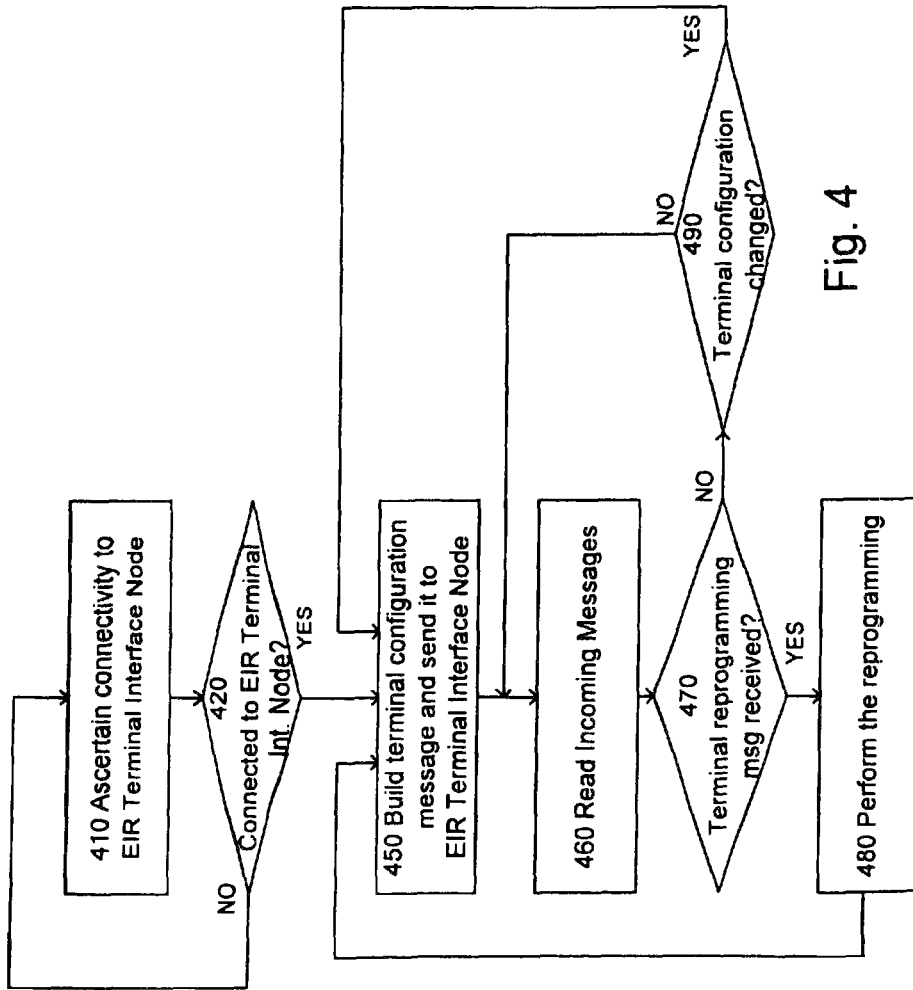 410 Ascertain connectivity to
EIR Terminal Interface Node
420
Connected to EIR Terminal
Int. Node?
NO
YES
450 Build terminal configuration
message and send it to
EIR Terminal Interface Node
460 Read Incoming Messages
470
Terminal reprogramming
msg received?
NO
YES
480 Perform the reprogramming
490
Terminal configuration
changed?
NO
YES
Fig. 4